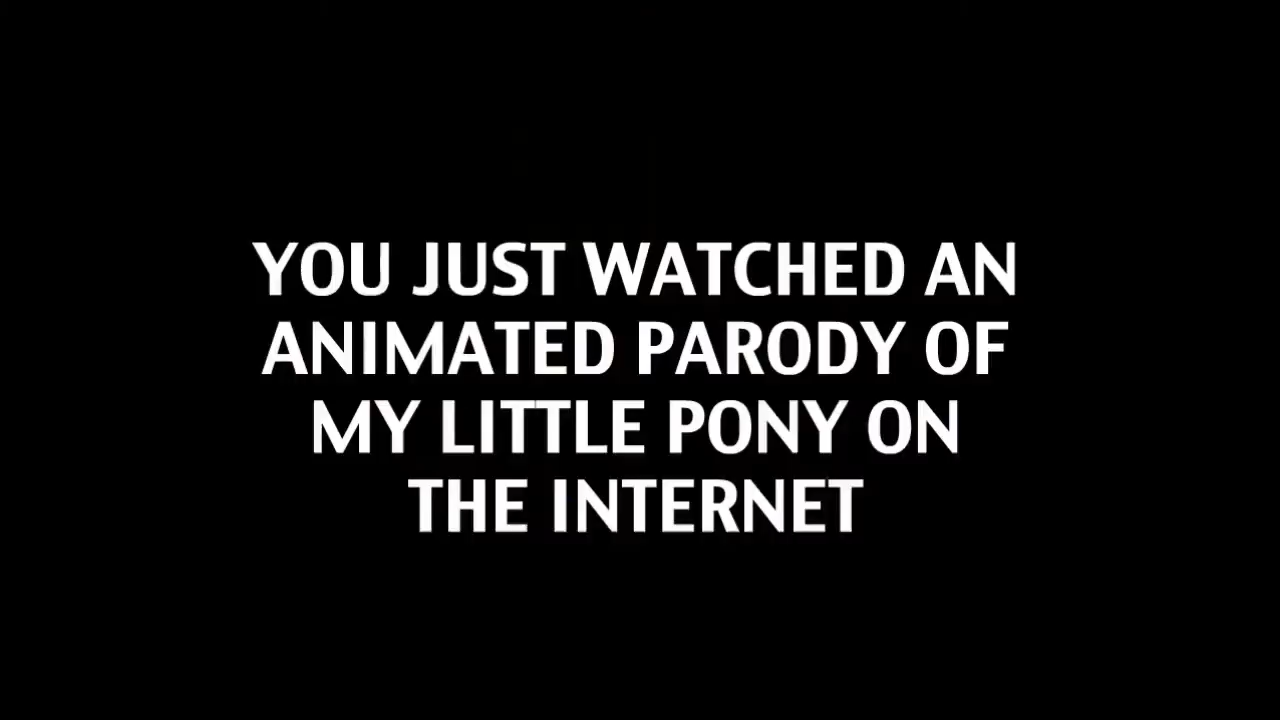 YOU JUST WATCHED AN
ANIMATED PARODY OF
MY LITTLE PONY ON
THE INTERNET